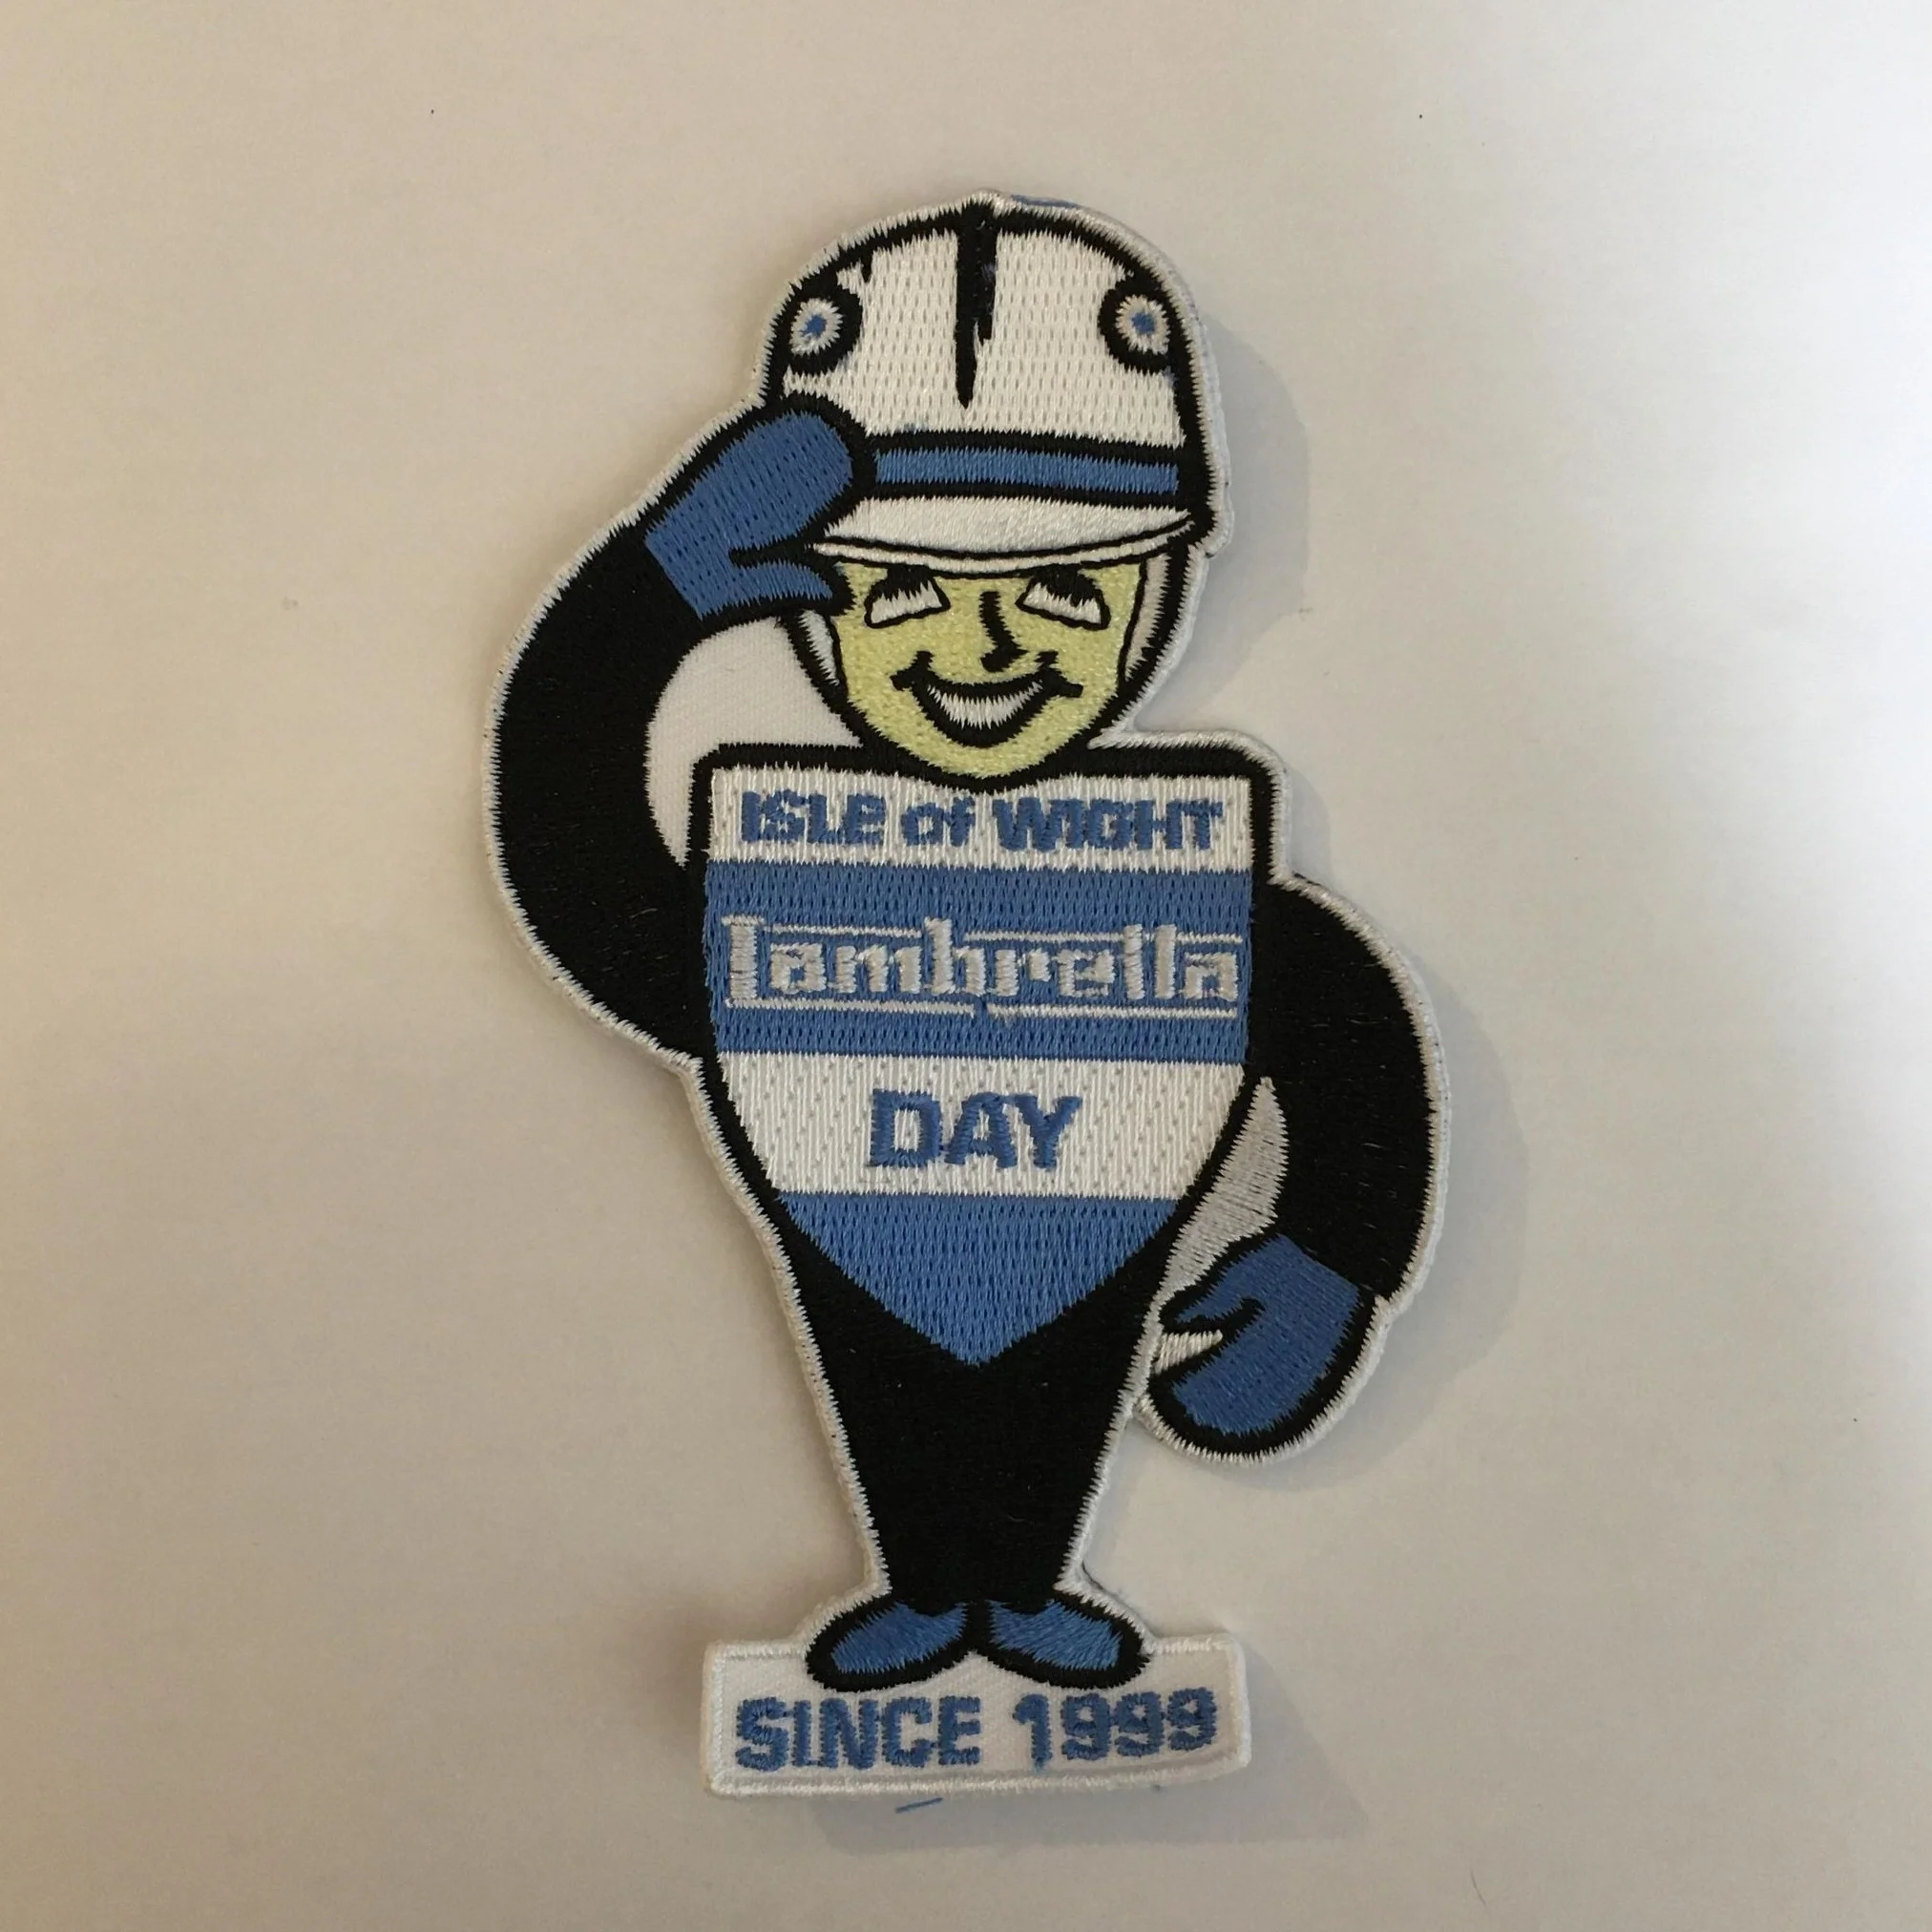 ISLE of WIGHT
Lambretta
DAY
SINCE 1999